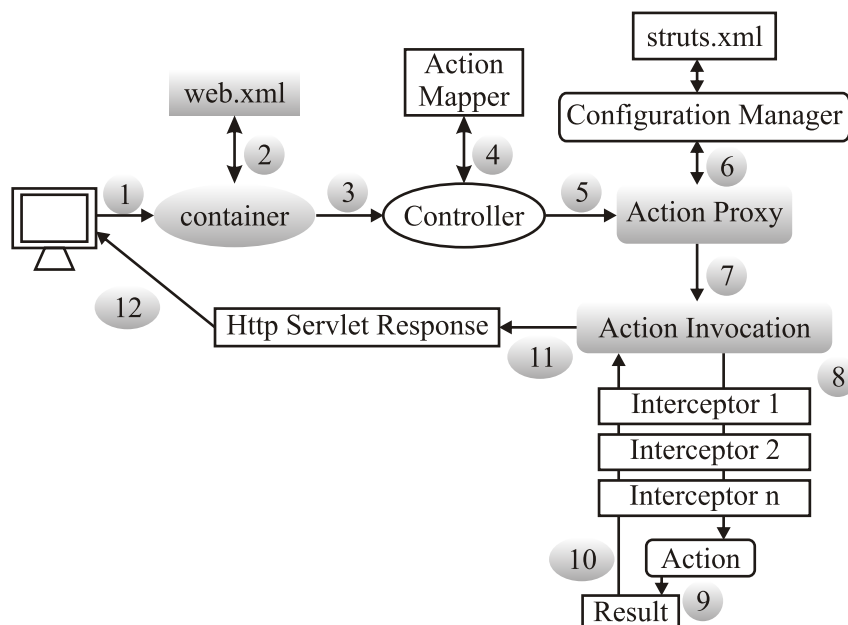 struts.xml
web.xml
Action
Mapper
Configuration Manager
2
4
6
1
3
5
container
Controller
Action Proxy
7
12
Http Servlet Response
Action Invocation
11
8
Interceptor 1
Interceptor 2
Interceptor n
10
Action
9
Result